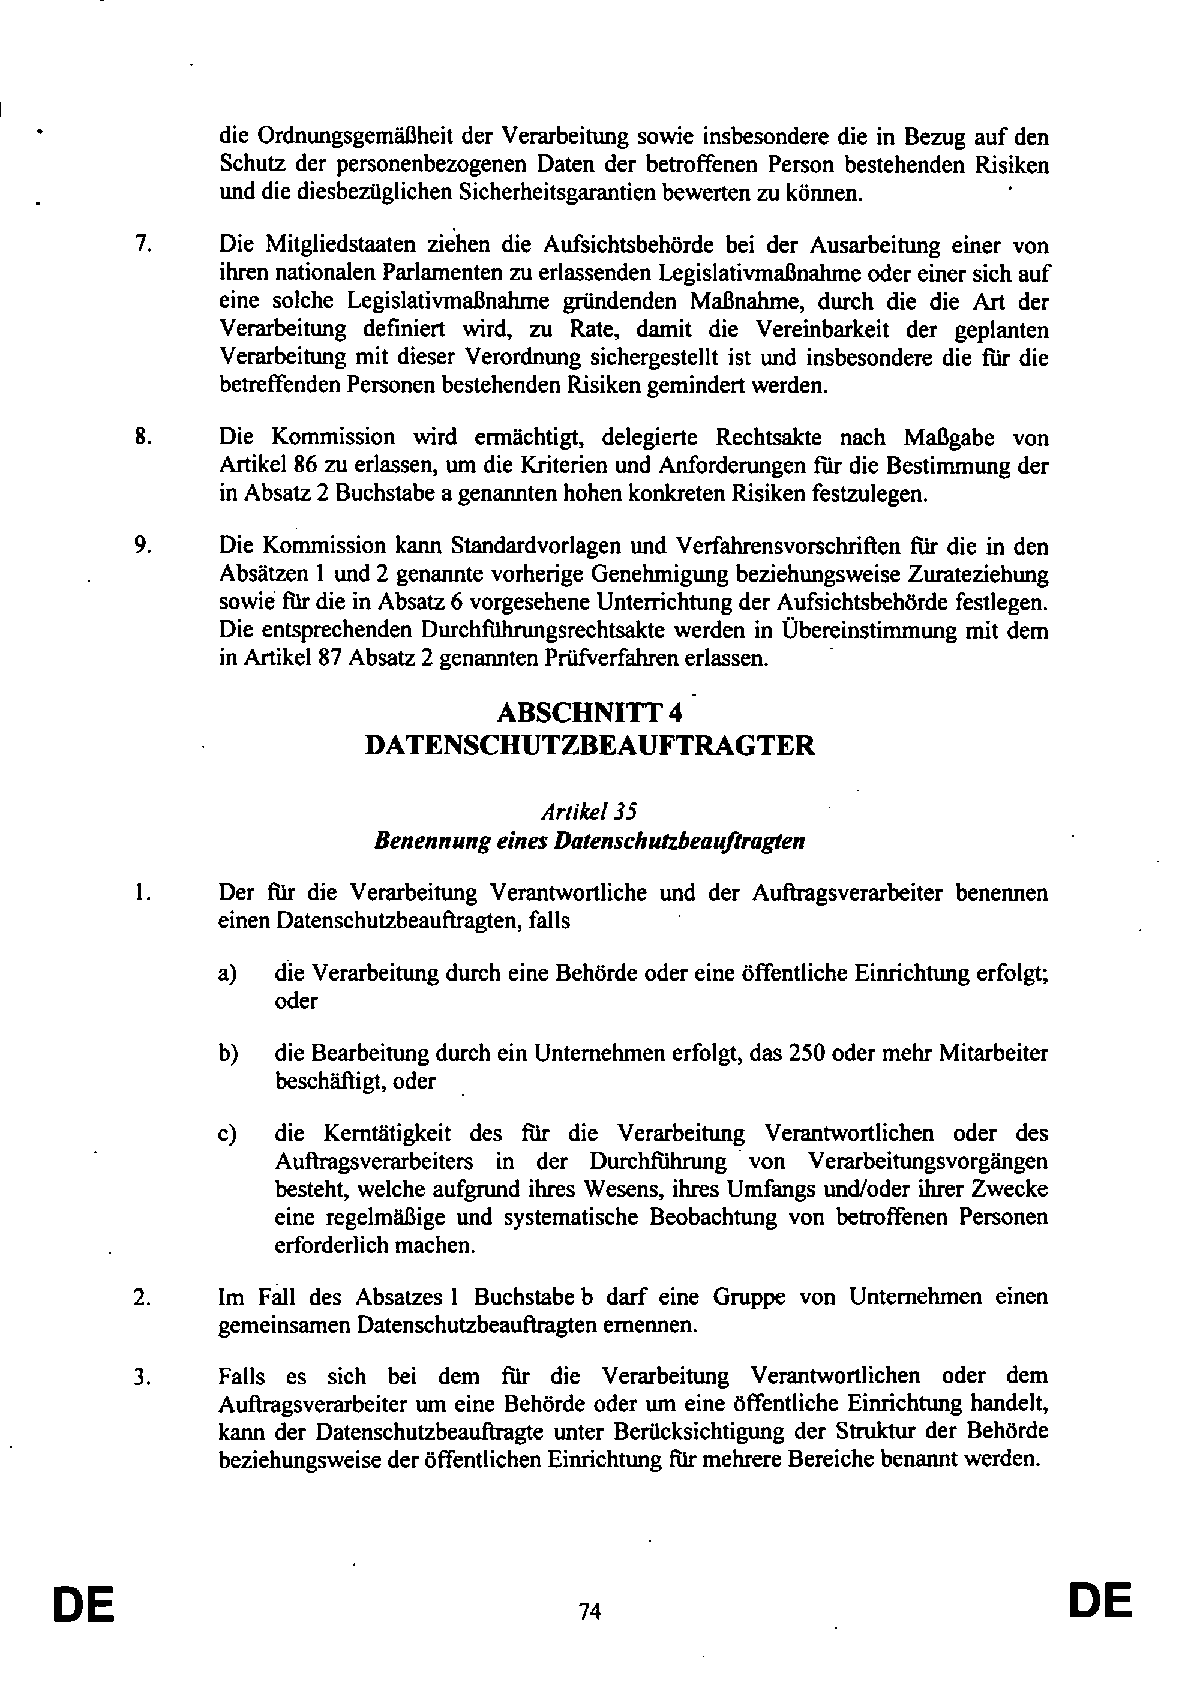 die Ordnungsgemäßheit der Verarbeitung sowie insbesondere die in Bezug auf den
Schutz der personenbezogenen Daten der betroffenen Person bestehenden Risiken
und die diesbezüglichen Sicherheitsgarantien bewerten zu können.
7. Die Mitgliedstaaten ziehen die Aufsichtsbehörde bei der Ausarbeitung einer von
ihren nationalen Parlamenten zu erlassenden Legislativmaßnahme oder einer sich auf
eine solche Legislativmaßnahme gründenden Maßnahme, durch die die Art der
Verarbeitung definiert wird, zu Rate, damit die Vereinbarkeit der geplanten
Verarbeitung mit dieser Verordnung sichergestellt ist und insbesondere die für die
betreffenden Personen bestehenden Risiken gemindert werden.
8. Die Kommission wird ermächtigt, delegierte Rechtsakte nach Maßgabe von
Artikel 86 zu erlassen, um die Kriterien und Anforderungen für die Bestimmung der
in Absatz 2 Buchstabe a genannten hohen konkreten Risiken festzulegen.
9. Die Kommission kann Standardvorlagen und Verfahrensvorschriften für die in den
Absätzen 1 und 2 genannte vorherige Genehmigung beziehungsweise Zurateziehung
sowie für die in Absatz 6 vorgesehene Unterrichtung der Aufsichtsbehörde festlegen.
Die entsprechenden Durchführungsrechtsakte werden in Übereinstimmung mit dem
in Artikel 87 Absatz 2 genannten Prüfverfahren erlassen.
ABSCHNITT 4
DATENSCHUTZBEAUFTRAGTER
Artikel 35
Benennung eines Datenschutzbeauftragten
1. Der für die Verarbeitung Verantwortliche und der Auftragsverarbeiter benennen
einen Datenschutzbeauftragten, falls
a) die Verarbeitung durch eine Behörde oder eine öffentliche Einrichtung erfolgt;
oder
b) die Bearbeitung durch ein Unternehmen erfolgt, das 250 oder mehr Mitarbeiter
beschäftigt, oder
c) die Kerntätigkeit des für die Verarbeitung Verantwortlichen oder des
Auftragsverarbeiters in der Durchführung von Verarbeitungsvorgängen
besteht, welche aufgrund ihres Wesens, ihres Umfangs und/oder ihrer Zwecke
eine regelmäßige und systematische Beobachtung von betroffenen Personen
erforderlich machen.
2. Im Fall des Absatzes 1 Buchstabe b darf eine Gruppe von Unternehmen einen
gemeinsamen Datenschutzbeauftragten ernennen.
3. Falls es sich bei dem für die Verarbeitung Verantwortlichen oder dem
Auftragsverarbeiter um eine Behörde oder um eine öffentliche Einrichtung handelt,
kann der Datenschutzbeauftragte unter Berücksichtigung der Struktur der Behörde
beziehungsweise der öffentlichen Einrichtung für mehrere Bereiche benannt werden.
DE 74 DE